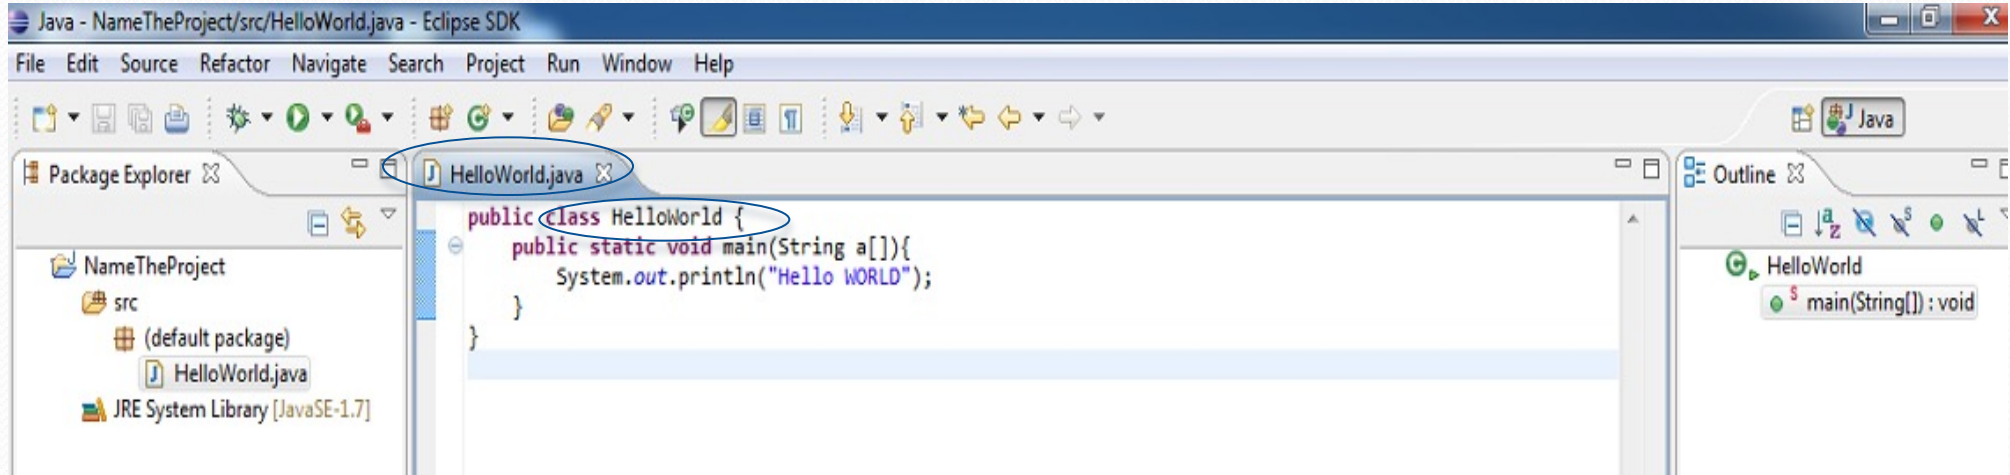 Java - NameTheProject/src/HelloWorld.java - Eclipse SDK
File Edit Source Refactor Navigate Search Project Run Window Help
Java
Package Explorer
NameTheProject
src
(default package)
HelloWorld.java
JRE System Library [JavaSE-1.7]
HelloWorld.java
public class HelloWorld {
public static void main(String a[]){
System.out.println("Hello WORLD");
}
}
Outline
HelloWorld
main(String[]) : void